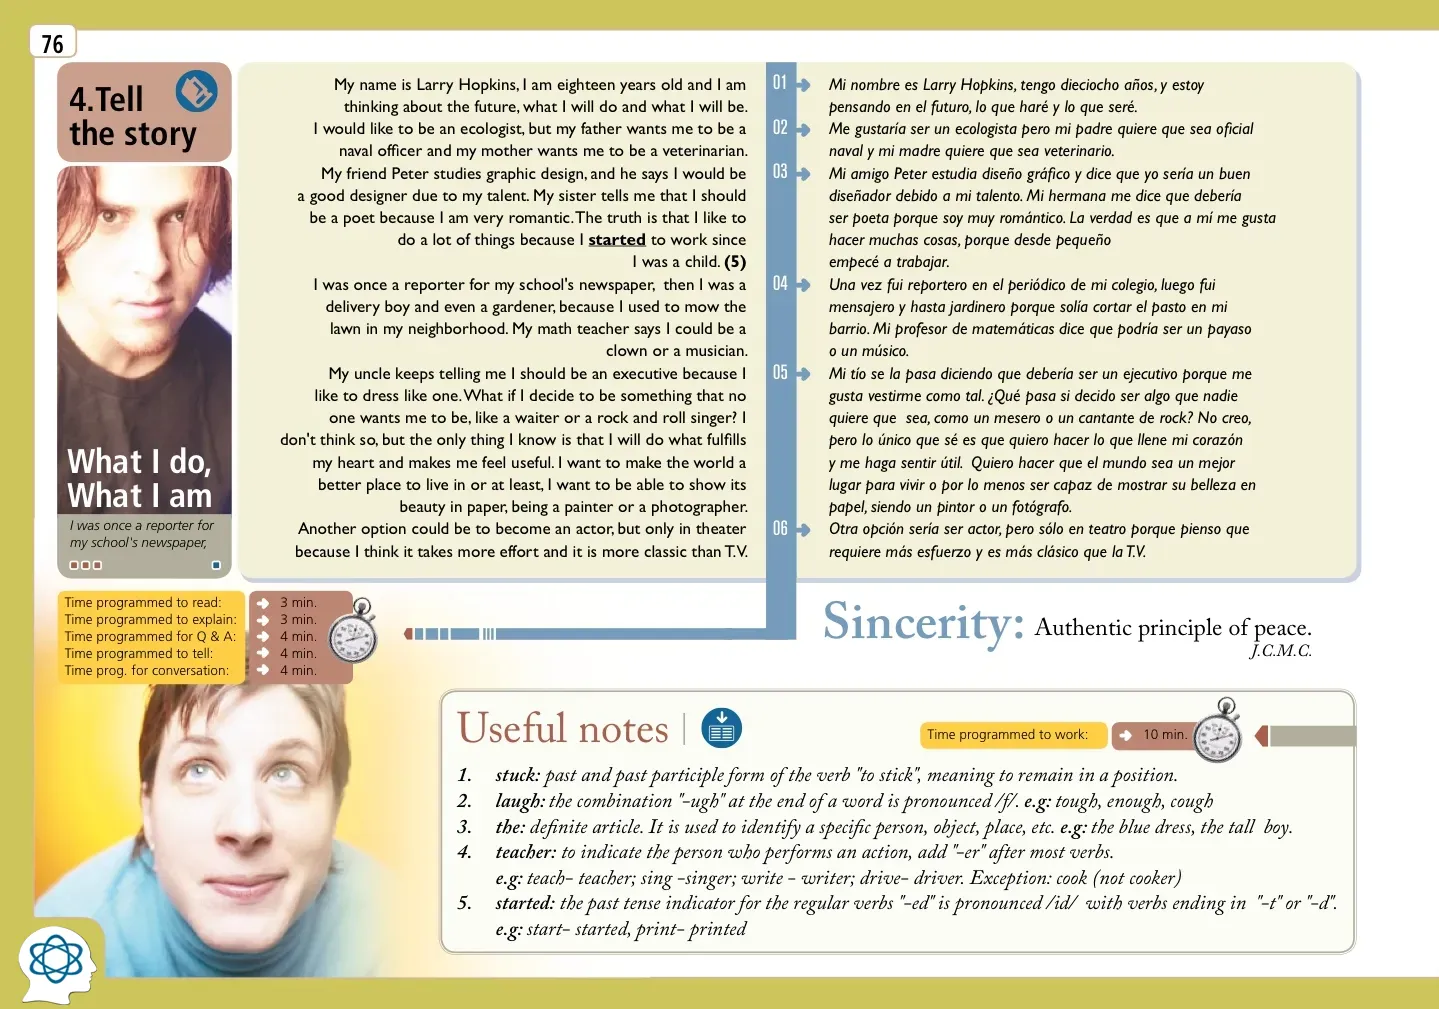 76
4.Tell
the story
What I do,
What I am
I was once a reporter for
my school's newspaper,
My name is Larry Hopkins, I am eighteen years old and I am
thinking about the future, what I will do and what I will be.
I would like to be an ecologist, but my father wants me to be a
naval officer and my mother wants me to be a veterinarian.
My friend Peter studies graphic design, and he says I would be
a good designer due to my talent. My sister tells me that I should
be a poet because I am very romantic. The truth is that I like to
do a lot of things because I started to work since
I was a child. (5)
I was once a reporter for my school's newspaper, then I was a
delivery boy and even a gardener, because I used to mow the
lawn in my neighborhood. My math teacher says I could be a
clown or a musician.
My uncle keeps telling me I should be an executive because I
like to dress like one. What if I decide to be something that no
one wants me to be, like a waiter or a rock and roll singer? I
don't think so, but the only thing I know is that I will do what fulfills
my heart and makes me feel useful. I want to make the world a
better place to live in or at least, I want to be able to show its
beauty in paper, being a painter or a photographer.
Another option could be to become an actor, but only in theater
because I think it takes more effort and it is more classic than T.V.
01
02
03
04
05
06
Mi nombre es Larry Hopkins, tengo dieciocho años, y estoy
pensando en el futuro, lo que haré y lo que seré.
Me gustaría ser un ecologista pero mi padre quiere que sea oficial
naval y mi madre quiere que sea veterinario.
Mi amigo Peter estudia diseño gráfico y dice que yo sería un buen
diseñador debido a mi talento. Mi hermana me dice que debería
ser poeta porque soy muy romántico. La verdad es que a mí me gusta
hacer muchas cosas, porque desde pequeño
empecé a trabajar.
Una vez fui reportero en el periódico de mi colegio, luego fui
mensajero y hasta jardinero porque solía cortar el pasto en mi
barrio. Mi profesor de matemáticas dice que podría ser un payaso
o un músico.
Mi tío se la pasa diciendo que debería ser un ejecutivo porque me
gusta vestirme como tal. ¿Qué pasa si decido ser algo que nadie
quiere que sea, como un mesero o un cantante de rock? No creo,
pero lo único que sé es que quiero hacer lo que llene mi corazón
y me haga sentir útil. Quiero hacer que el mundo sea un mejor
lugar para vivir o por lo menos ser capaz de mostrar su belleza en
papel, siendo un pintor o un fotógrafo.
Otra opción sería ser actor, pero sólo en teatro porque pienso que
requiere más esfuerzo y es más clásico que la T.V.
Time programmed to read: 3 min.
Time programmed to explain: 3 min.
Time programmed for Q & A: 4 min.
Time programmed to tell: 4 min.
Time prog. for conversation: 4 min.
Sincerity: Authentic principle of peace.
J.C.M.C.
Useful notes
Time programmed to work: 10 min.
1. stuck: past and past participle form of the verb "to stick", meaning to remain in a position.
2. laugh: the combination "-ugh" at the end of a word is pronounced /f/. e.g: tough, enough, cough
3. the: definite article. It is used to identify a specific person, object, place, etc. e.g: the blue dress, the tall boy.
4. teacher: to indicate the person who performs an action, add "-er" after most verbs.
e.g: teach- teacher; sing -singer; write - writer; drive- driver. Exception: cook (not cooker)
5. started: the past tense indicator for the regular verbs "-ed" is pronounced /id/ with verbs ending in "-t" or "-d".
e.g: start- started, print- printed